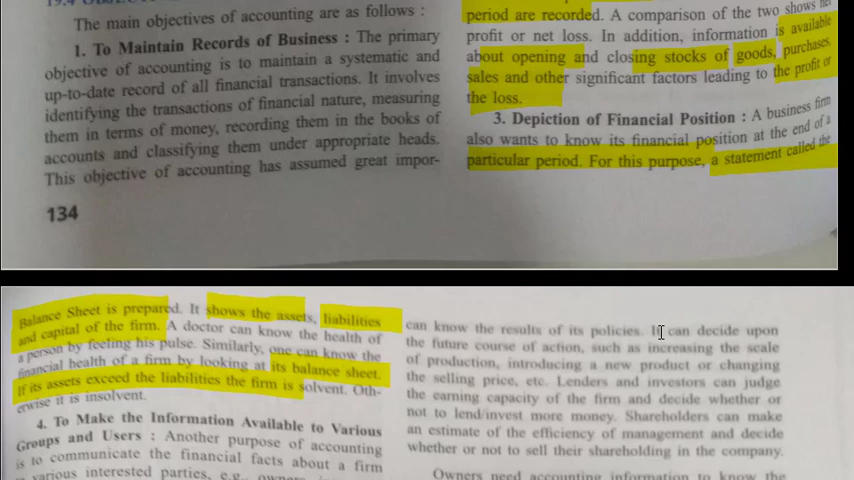 The main objectives of accounting are as follows :
1. To Maintain Records of Business : The primary
objective of accounting is to maintain a systematic and
up-to-date record of all financial transactions. It involves
identifying the transactions of financial nature, measuring
them in terms of money, recording them in the books of
accounts and classifying them under appropriate heads.
This objective of accounting has assumed great impor-
134
period are recorded. A comparison of the two shows
profit or net loss. In addition, information is available
about opening and closing stocks of goods, purchases,
sales and other significant factors leading to the profit or
the loss.
3. Depiction of Financial Position : A business firm
also wants to know its financial position at the end of a
particular period. For this purpose, a statement called the
Balance Sheet is prepared. It shows the assets, liabilities
and capital of the firm. A doctor can know the health of
a person by feeling his pulse. Similarly, one can know the
financial health of a firm by looking at its balance sheet.
If its assets exceed the liabilities the firm is solvent. Oth-
erwise it is insolvent.
4. To Make the Information Available to Various
Groups and Users : Another purpose of accounting
is to communicate the financial facts about a firm
various interested parties, e.g.,
can know the results of its policies. It can decide upon
the future course of action, such as increasing the scale
of production, introducing a new product or changing
the selling price, etc. Lenders and investors can judge
the earning capacity of the firm and decide whether or
not to lend/invest more money. Shareholders can make
an estimate of the efficiency of management and decide
whether or not to sell their shareholding in the company.
Owners need accounting information to know the